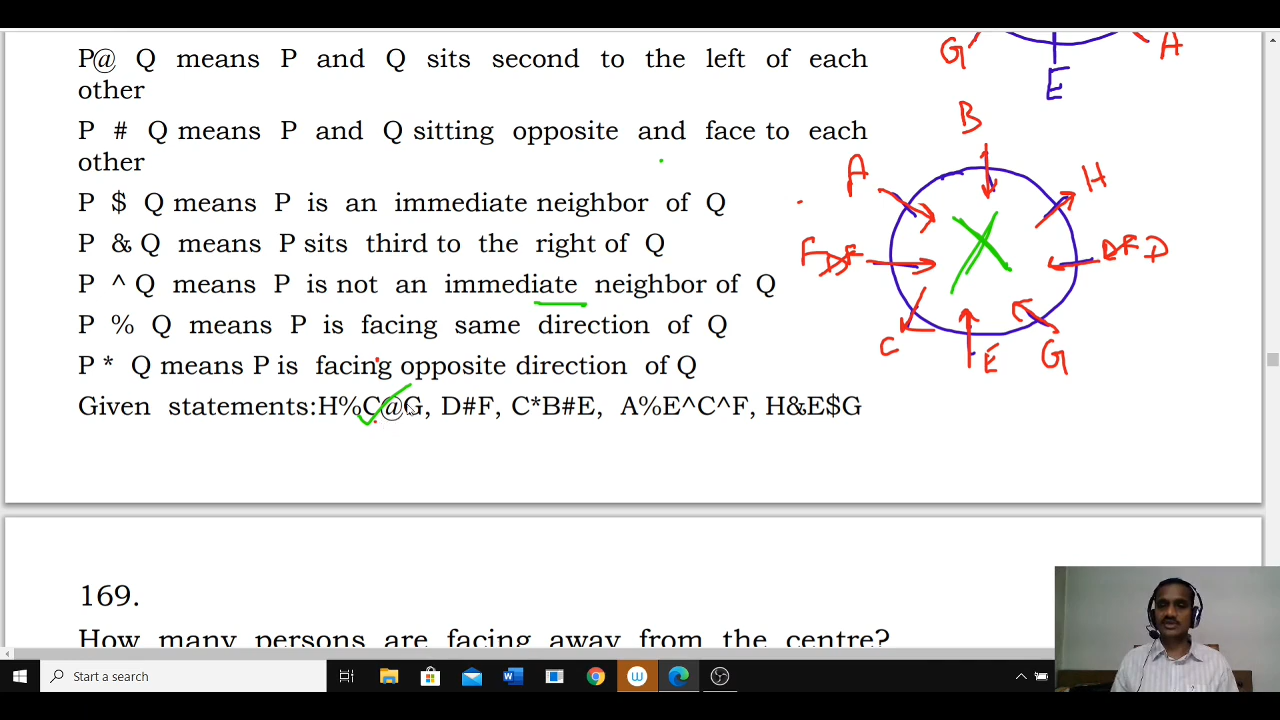 G
A
E
P@ Q means P and Q sits second to the left of each
other
P # Q means P and Q sitting opposite and face to each
other
P $ Q means P is an immediate neighbor of Q
P & Q means P sits third to the right of Q
P ^ Q means P is not an immediate neighbor of Q
P % Q means P is facing same direction of Q
P * Q means P is facing opposite direction of Q
Given statements:H%C@G, D#F, C*B#E, A%E^C^F, H&E$G
B
A
H
F
D
C
E
G
169.
How many persons are facing away from the centre?
Type here to search